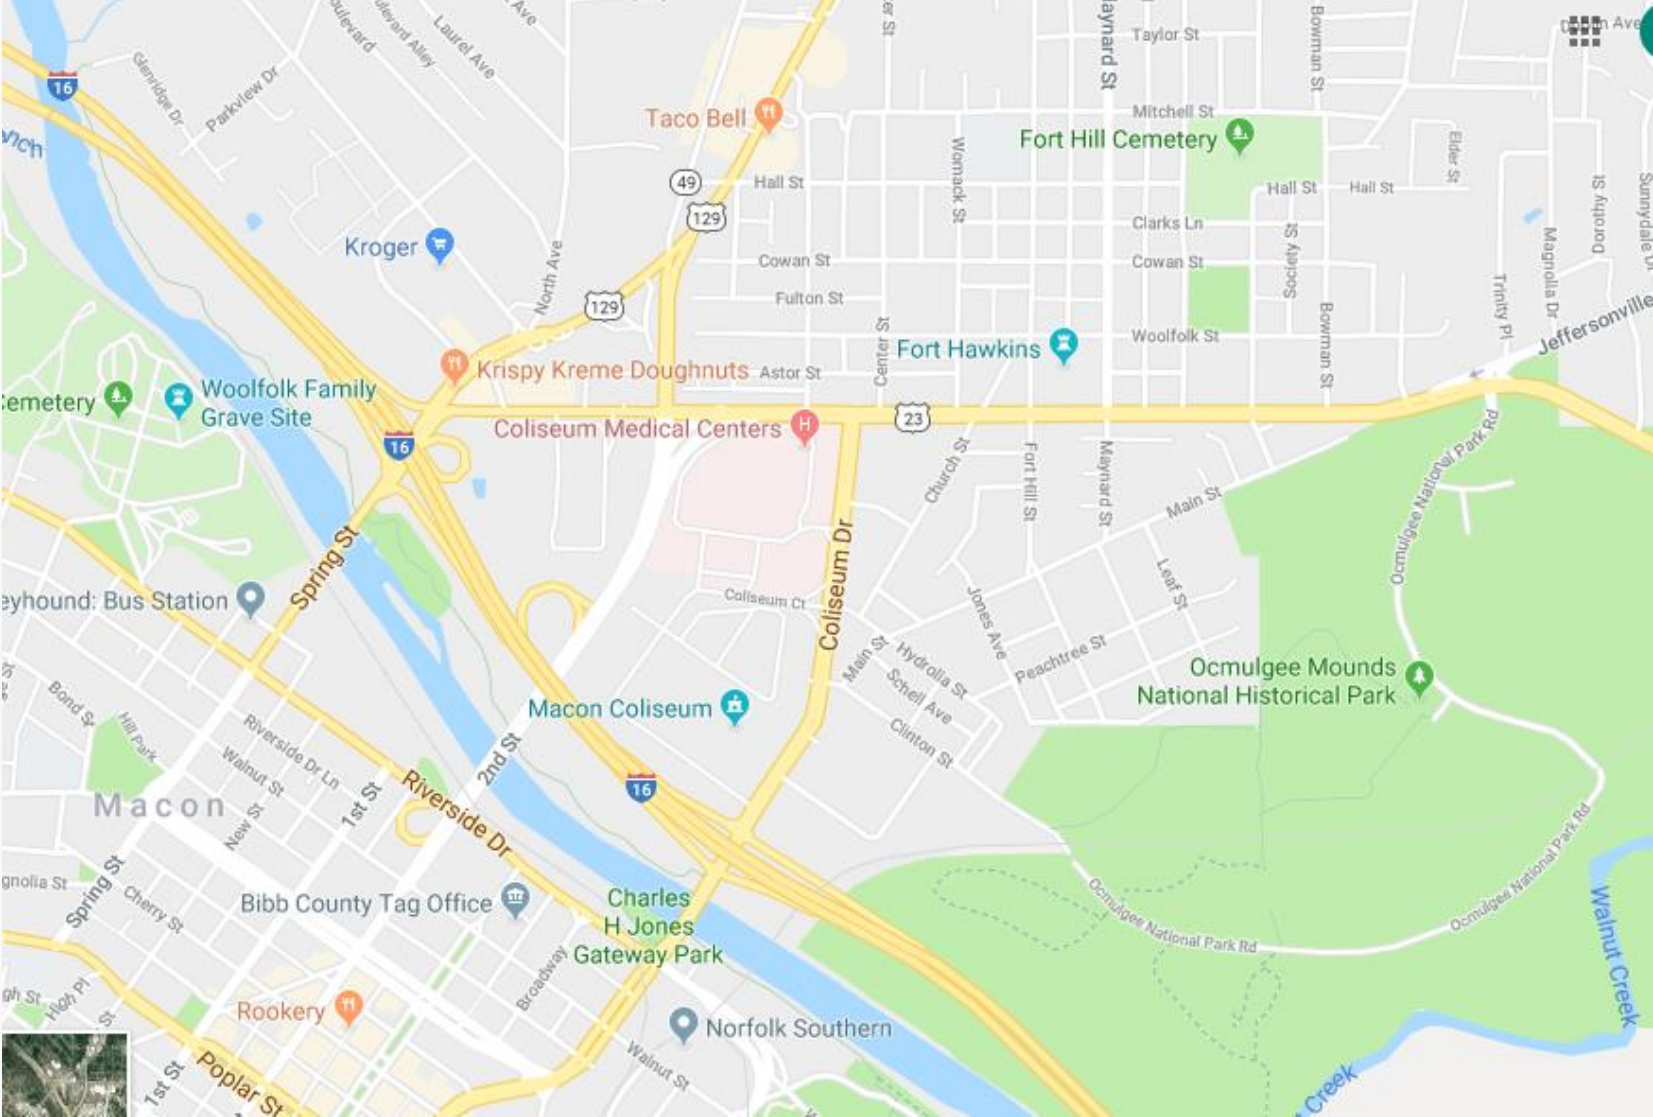 Laurel Ave
Ave
Taylor St
Bowman St
Maynard St
16
Glenridge Dr
Parkview Dr
Taco Bell
Mitchell St
Fort Hill Cemetery
Womack St
Elder St
49
Hall St
Hall St
Hall St
Dorothy St
129
Clarks Ln
Society St
Magnolia Dr
Kroger
North Ave
Cowan St
Cowan St
129
Fulton St
Trinity Pl
Jeffersonville
Woolfolk St
Bowman St
Center St
Fort Hawkins
Krispy Kreme Doughnuts
Astor St
Woolfolk Family
Grave Site
16
Coliseum Medical Centers
23
Church St
Fort Hill St
Maynard St
Main St
Ocmulgee National Park Rd
Spring St
Coliseum Dr
Leaf St
Bus Station
Coliseum Ct
Jones Ave
Main St
Peachtree St
Hydrolia St
Schell Ave
Clinton St
Ocmulgee Mounds
National Historical Park
Macon Coliseum
Bond St
Hill Park
Riverside Dr Ln
Walnut St
2nd St
16
Macon
New St
1st St
Riverside Dr
Spring St
Cherry St
Bibb County Tag Office
Charles
H Jones
Gateway Park
Ocmulgee National Park Rd
Ocmulgee National Park Rd
Walnut Creek
Broadway
High Pl
Rookery
Norfolk Southern
Walnut St
Poplar St
1st St
Creek